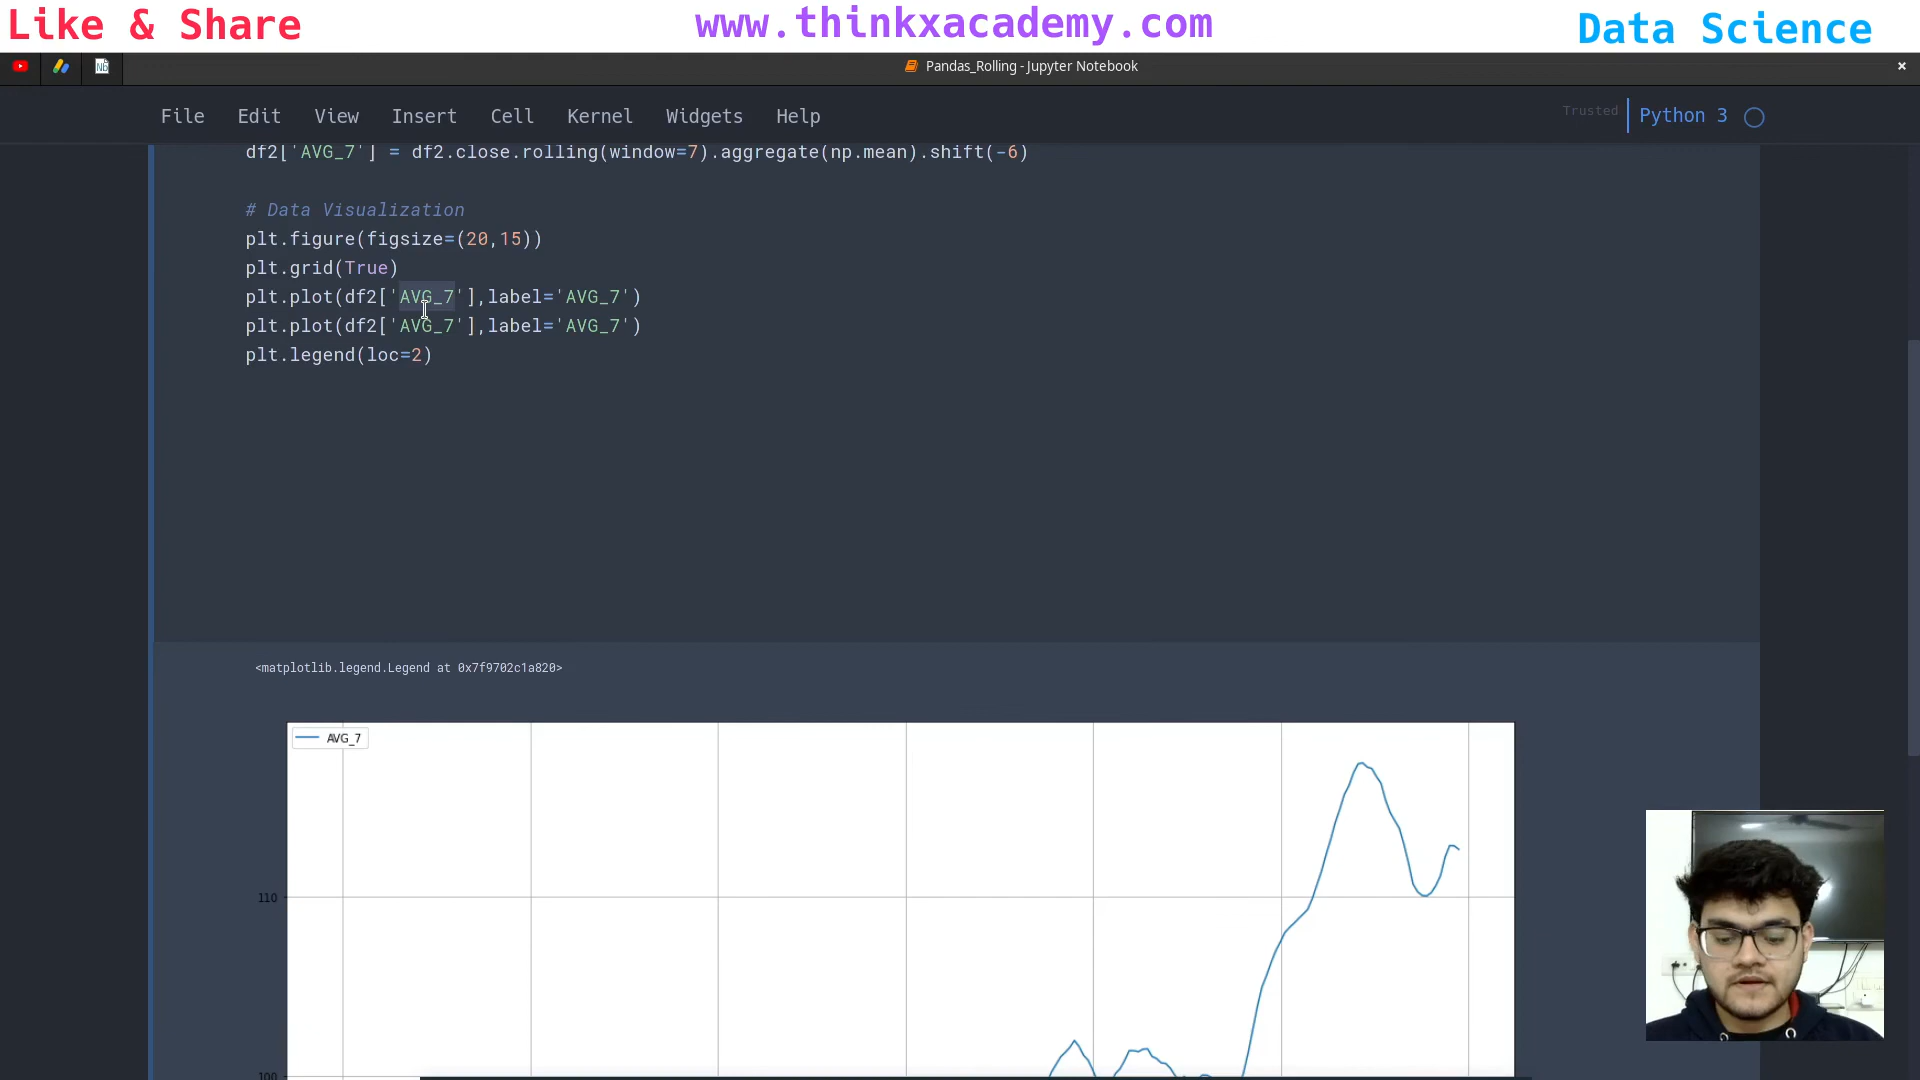 Like & Share
www.thinkxacademy.com
Data Science
Pandas_Rolling - Jupyter Notebook
File Edit View Insert Cell Kernel Widgets Help
Trusted
Python 3
df2['AVG_7'] = df2.close.rolling(window=7).aggregate(np.mean).shift(-6)
# Data Visualization
plt.figure(figsize=(20,15))
plt.grid(True)
plt.plot(df2['AVG_7'],label='AVG_7')
plt.plot(df2['AVG_7'],label='AVG_7')
plt.legend(loc=2)
<matplotlib.legend.Legend at 0x7f9702c1a820>
AVG_7
110
100